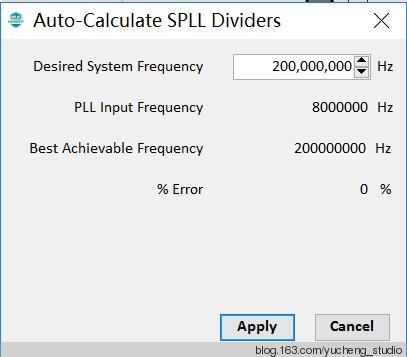 Auto-Calculate SPLL Dividers
Desired System Frequency 200,000,000 Hz
PLL Input Frequency 8000000 Hz
Best Achievable Frequency 200000000 Hz
% Error 0 %
Apply Cancel
blog.163.com/yucheng_studio